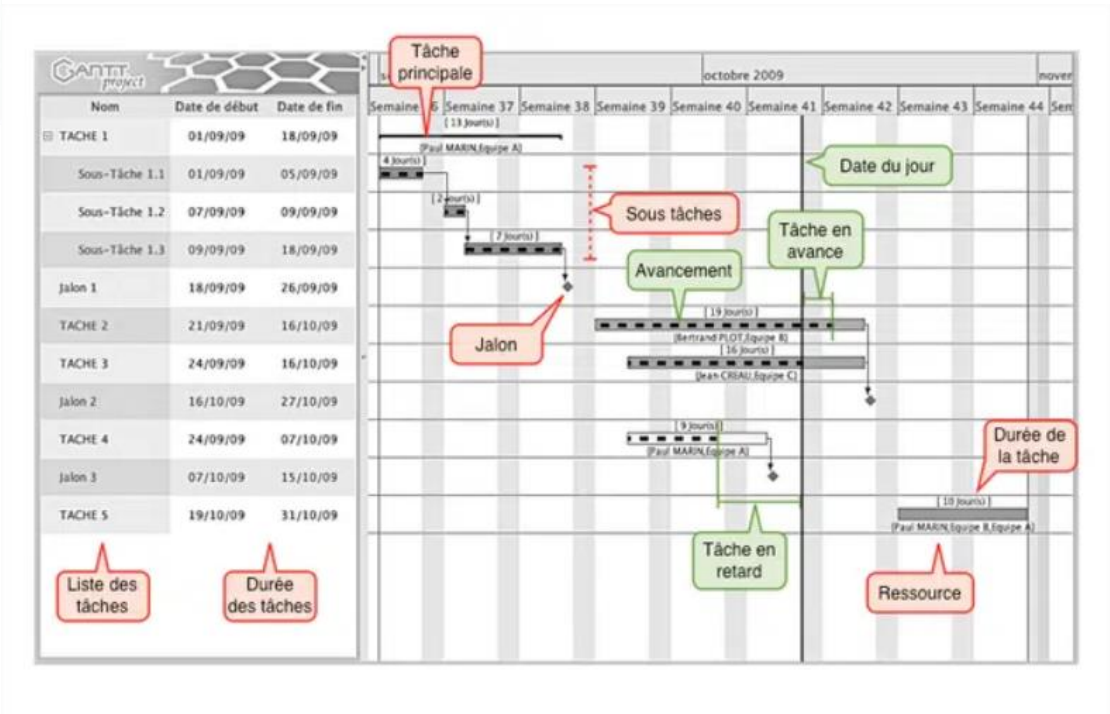 Tâche
principale
GANTT
project
octobre 2009
Nom Date de début Date de fin
Semaine 37 Semaine 38 Semaine 39 Semaine 40 Semaine 41 Semaine 42 Semaine 43 Semaine 44
TACHE 1 01/09/09 18/09/09
[ 13 Jour(s) ]
[Paul MARIN,Equipe A]
Date du jour
Sous-Tâche 1.1 01/09/09 05/09/09
4 Jour(s) ]
Sous-Tâche 1.2 07/09/09 09/09/09
Sous tâches
Tâche en
avance
Sous-Tâche 1.3 09/09/09 18/09/09
[ 7 Jour(s) ]
Avancement
Jalon 1 18/09/09 26/09/09
Jalon
TACHE 2 21/09/09 16/10/09
[ 19 Jour(s) ]
[Bertrand PLOT,Equipe B]
TACHE 3 24/09/09 16/10/09
[ 16 Jour(s) ]
[Jean CREAU,Equipe C]
Jalon 2 16/10/09 27/10/09
TACHE 4 24/09/09 07/10/09
[ 9 Jour(s) ]
[Paul MARIN,Equipe A]
Durée de
la tâche
Jalon 3 07/10/09 15/10/09
TACHE 5 19/10/09 31/10/09
[ 10 Jour(s) ]
[Paul MARIN,Equipe B,Equipe A]
Tâche en
retard
Liste des
tâches
Durée
des tâches
Ressource